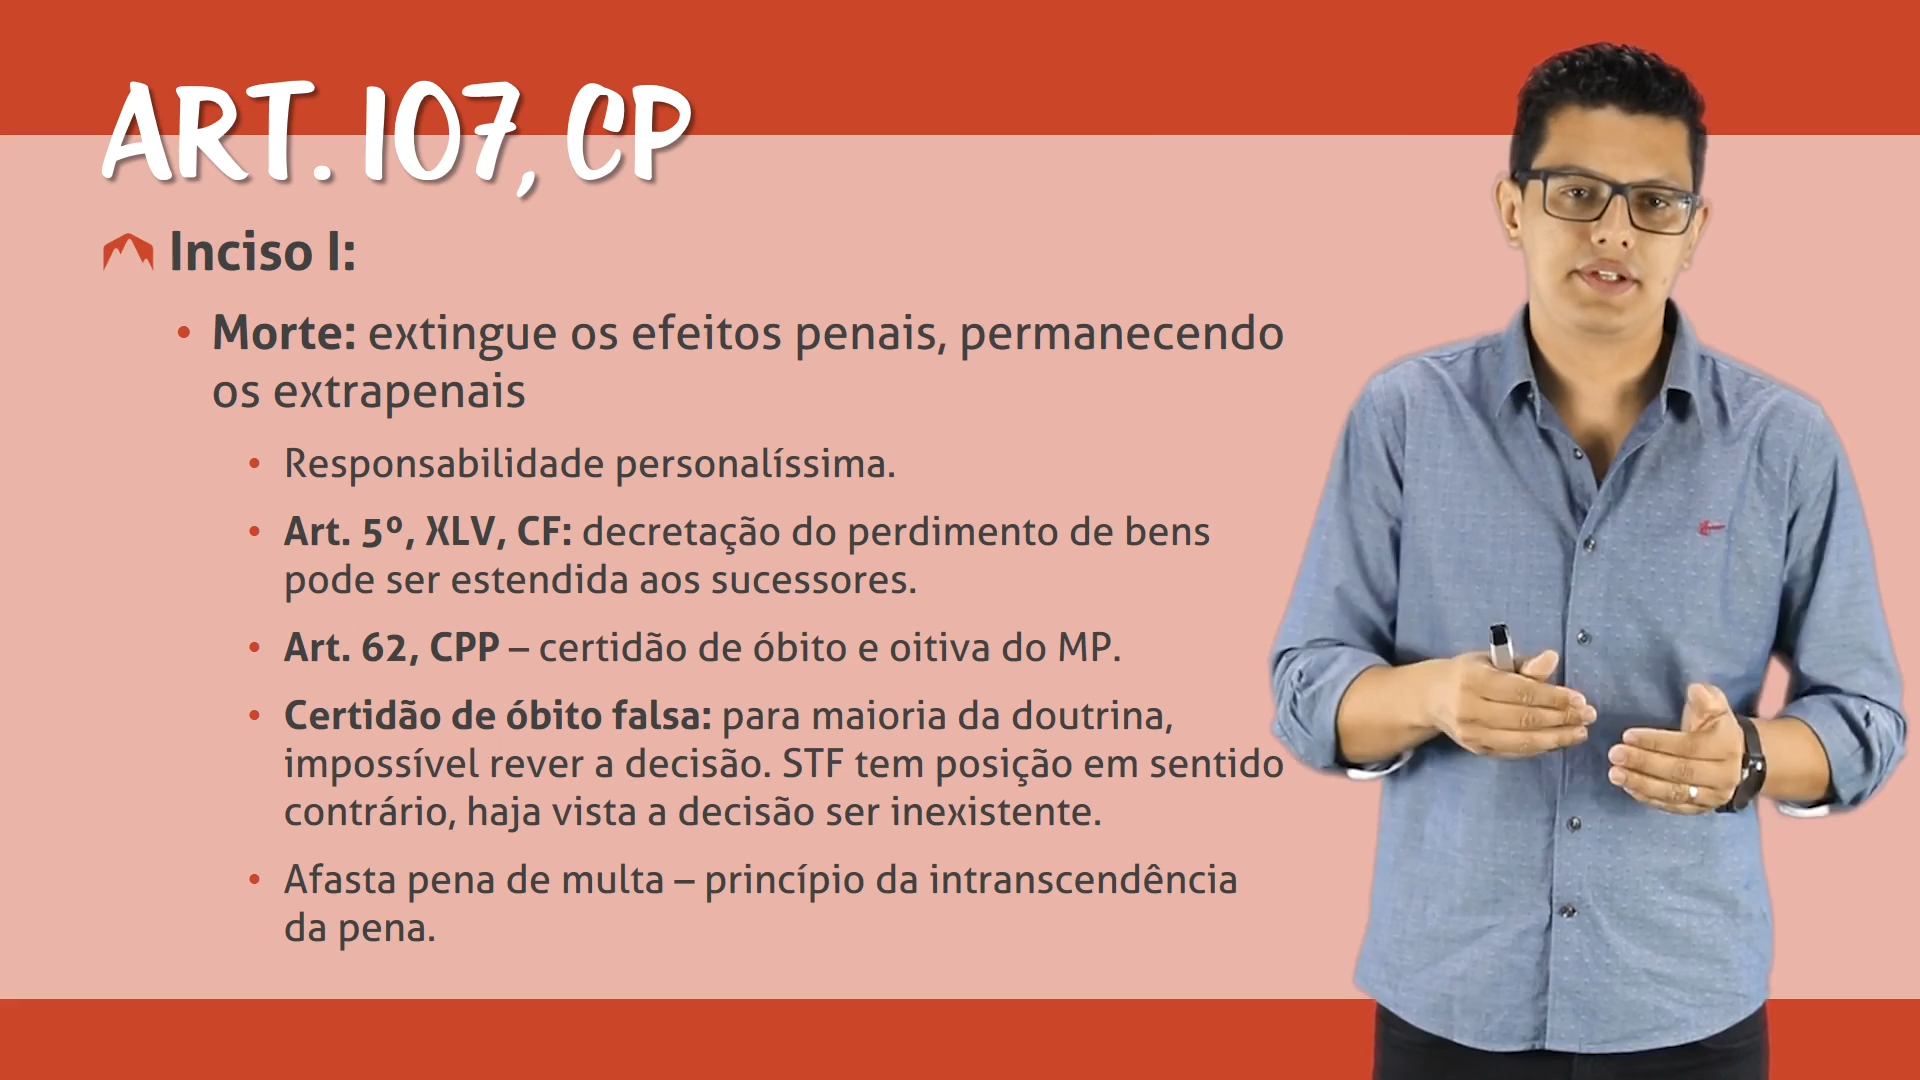 ART. 107, CP
Inciso I:
• Morte: extingue os efeitos penais, permanecendo
os extrapenais
• Responsabilidade personalíssima.
• Art. 5º, XLV, CF: decretação do perdimento de bens
pode ser estendida aos sucessores.
• Art. 62, CPP – certidão de óbito e oitiva do MP.
• Certidão de óbito falsa: para maioria da doutrina,
impossível rever a decisão. STF tem posição em sentido
contrário, haja vista a decisão ser inexistente.
• Afasta pena de multa – princípio da intranscendência
da pena.